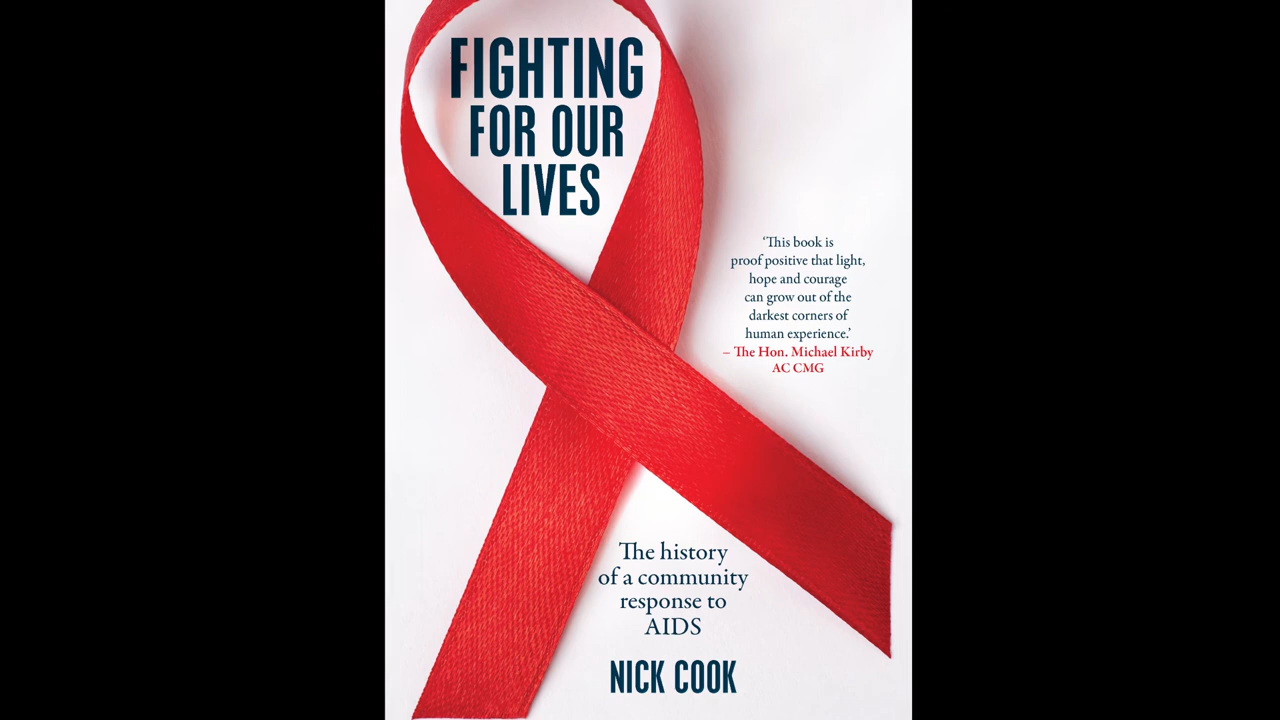 FIGHTING
FOR OUR
LIVES
‘This book is
proof positive that light,
hope and courage
can grow out of the
darkest corners of
human experience.’
– The Hon. Michael Kirby
AC CMG
The history
of a community
response to
AIDS
NICK COOK